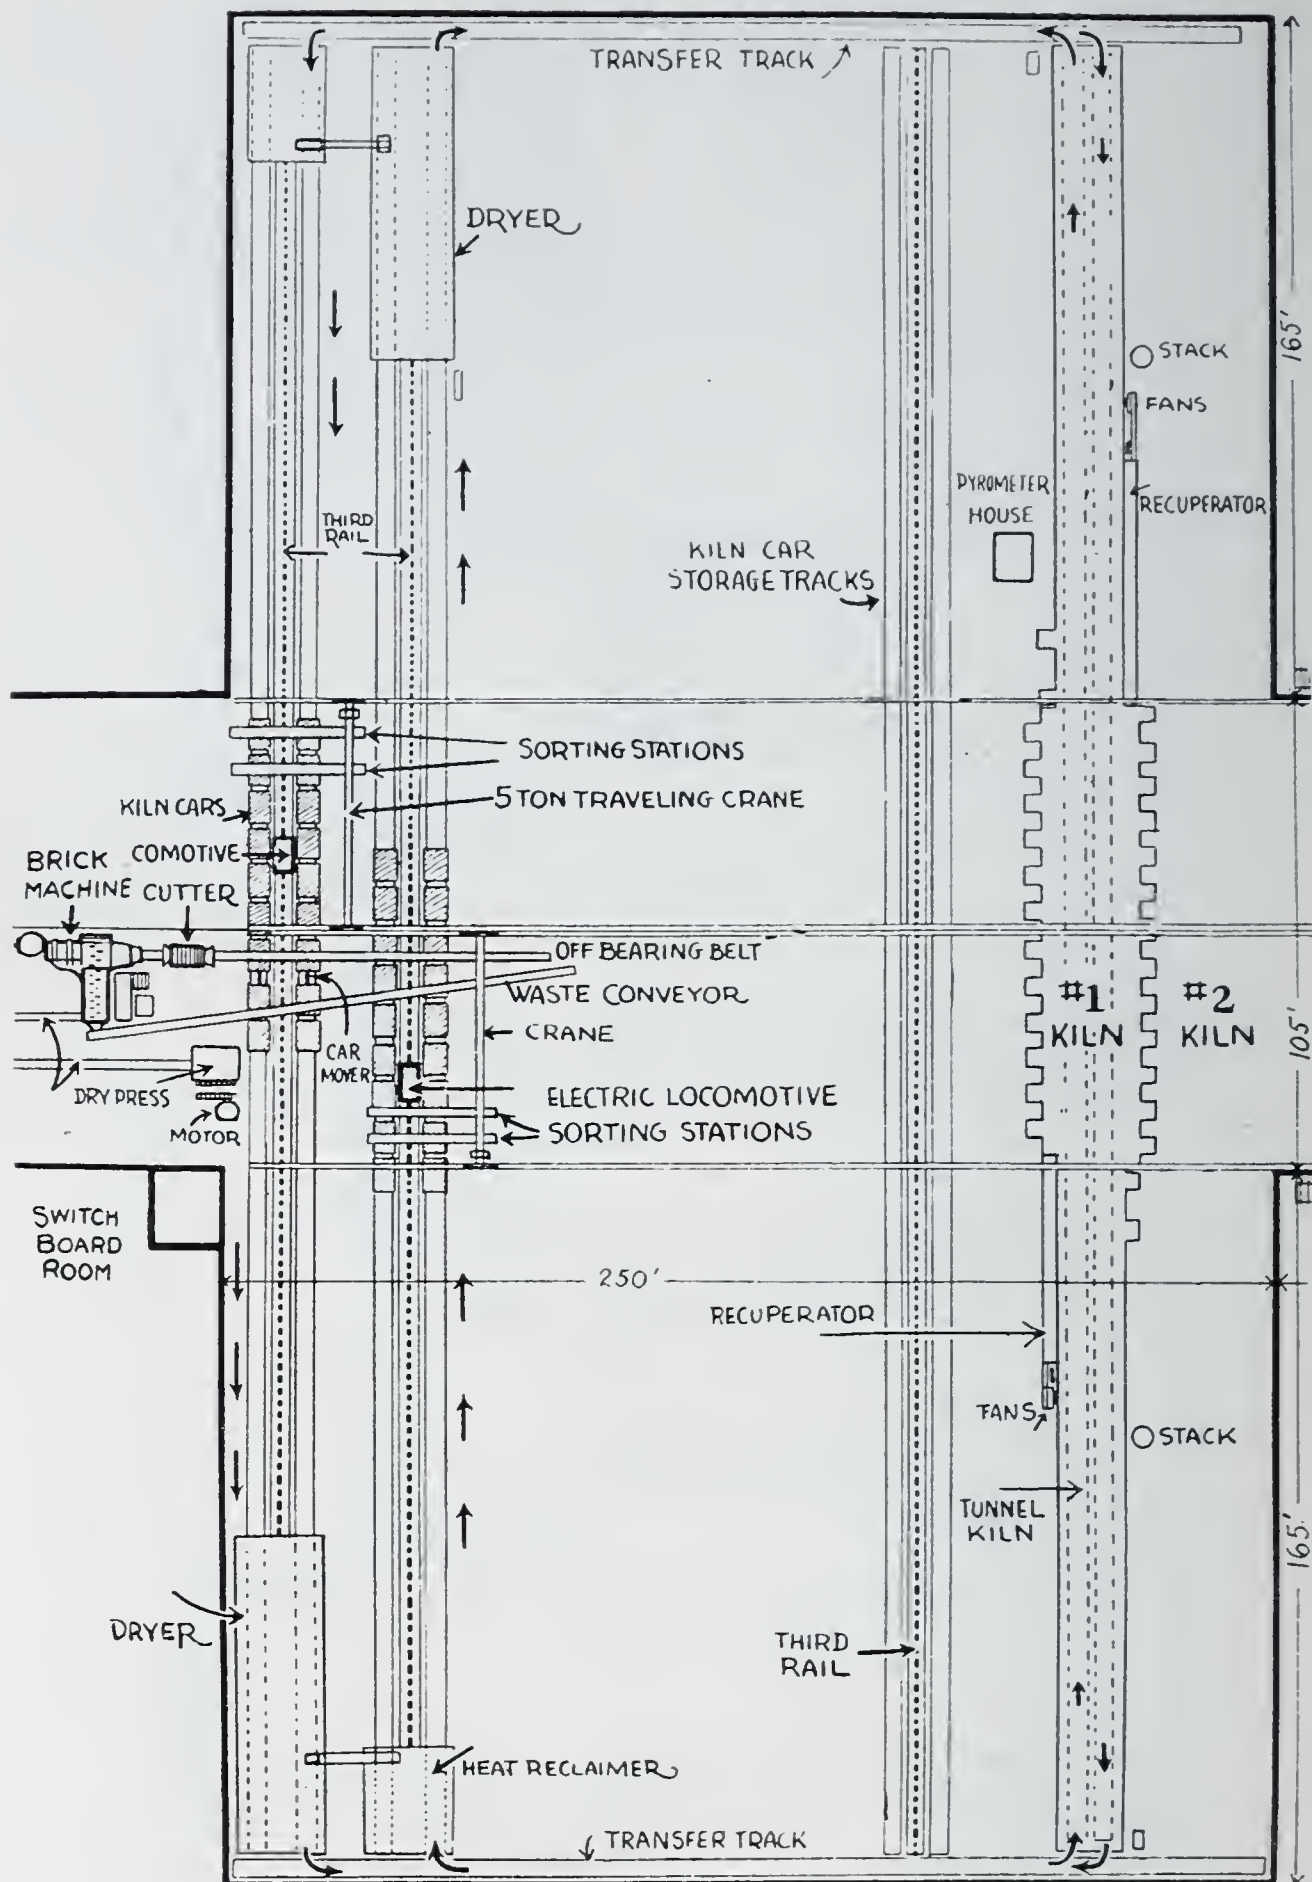 TRANSFER TRACK
DRYER
165'
STACK
FANS
THIRD
RAIL
PYROMETER
HOUSE
RECUPERATOR
KILN CAR
STORAGE TRACKS
SORTING STATIONS
KILN CARS
5 TON TRAVELING CRANE
BRICK
MACHINE
COMOTIVE
CUTTER
OFF BEARING BELT
WASTE CONVEYOR
#1
KILN
#2
KILN
CRANE
CAR
MOVER
105'
DRY PRESS
ELECTRIC LOCOMOTIVE
MOTOR
SORTING STATIONS
SWITCH
BOARD
ROOM
250'
RECUPERATOR
FANS
STACK
TUNNEL
KILN
165'
DRYER
THIRD
RAIL
HEAT RECLAIMER
TRANSFER TRACK